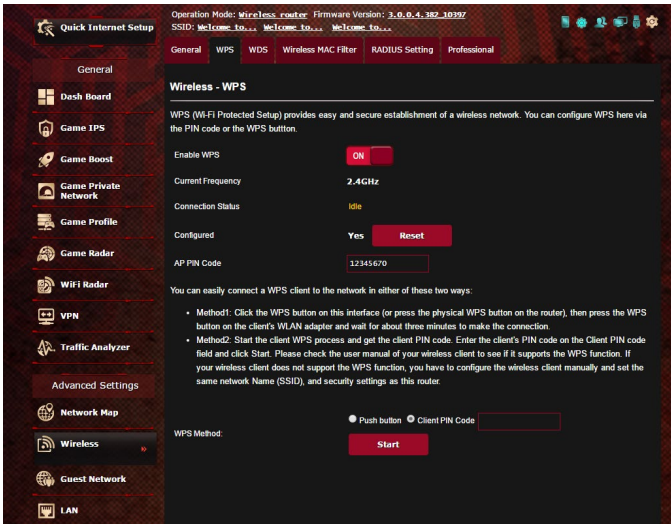 Quick Internet Setup
General
Dash Board
Game IPS
Game Boost
Game Private
Network
Game Profile
Game Radar
WiFi Radar
VPN
Traffic Analyzer
Advanced Settings
Network Map
Wireless
Guest Network
LAN
Operation Mode: Wireless router Firmware Version: 3.0.0.4.382_10397
SSID: Welcome to... Welcome to... Welcome to...
General WPS WDS Wireless MAC Filter RADIUS Setting Professional
Wireless - WPS
WPS (Wi-Fi Protected Setup) provides easy and secure establishment of a wireless network. You can configure WPS here via
the PIN code or the WPS buttton.
Enable WPS ON
Current Frequency 2.4GHz
Connection Status Idle
Configured Yes Reset
AP PIN Code 12345670
You can easily connect a WPS client to the network in either of these two ways:
• Method1: Click the WPS button on this interface (or press the physical WPS button on the router), then press the WPS
button on the client's WLAN adapter and wait for about three minutes to make the connection.
• Method2: Start the client WPS process and get the client PIN code. Enter the client's PIN code on the Client PIN code
field and click Start. Please check the user manual of your wireless client to see if it supports the WPS function. If
your wireless client does not support the WPS function, you have to configure the wireless client manually and set the
same network Name (SSID), and security settings as this router.
WPS Method: Push button Client PIN Code
Start